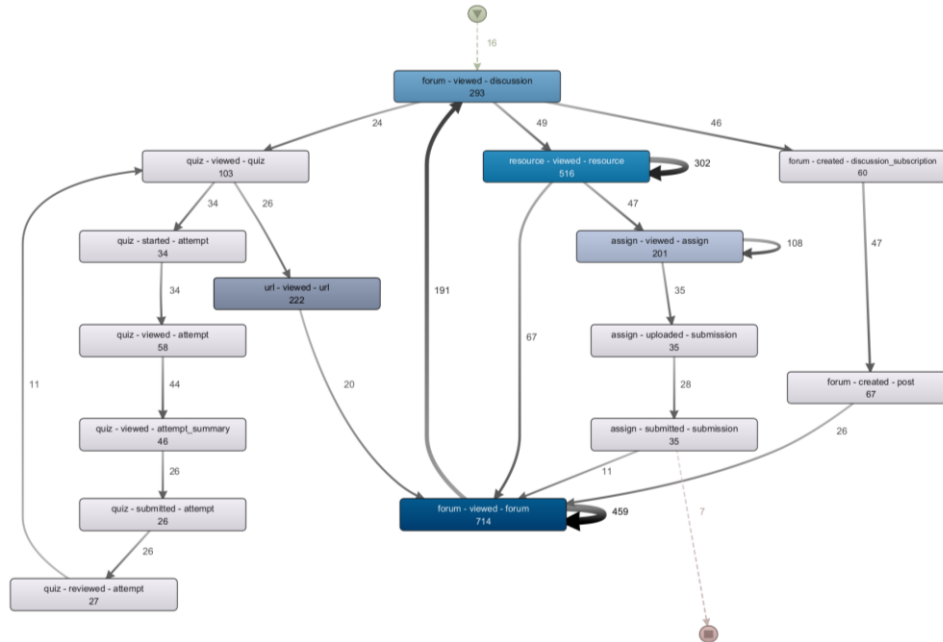 16
forum - viewed - discussion
293
24
49
46
quiz - viewed - quiz
103
resource - viewed - resource
516
302
forum - created - discussion_subscription
60
34
26
47
quiz - started - attempt
34
assign - viewed - assign
201
108
47
url - viewed - url
222
34
191
35
quiz - viewed - attempt
58
67
assign - uploaded - submission
35
11
44
20
28
forum - created - post
67
quiz - viewed - attempt_summary
46
assign - submitted - submission
35
26
26
11
quiz - submitted - attempt
26
forum - viewed - forum
714
459
7
26
quiz - reviewed - attempt
27